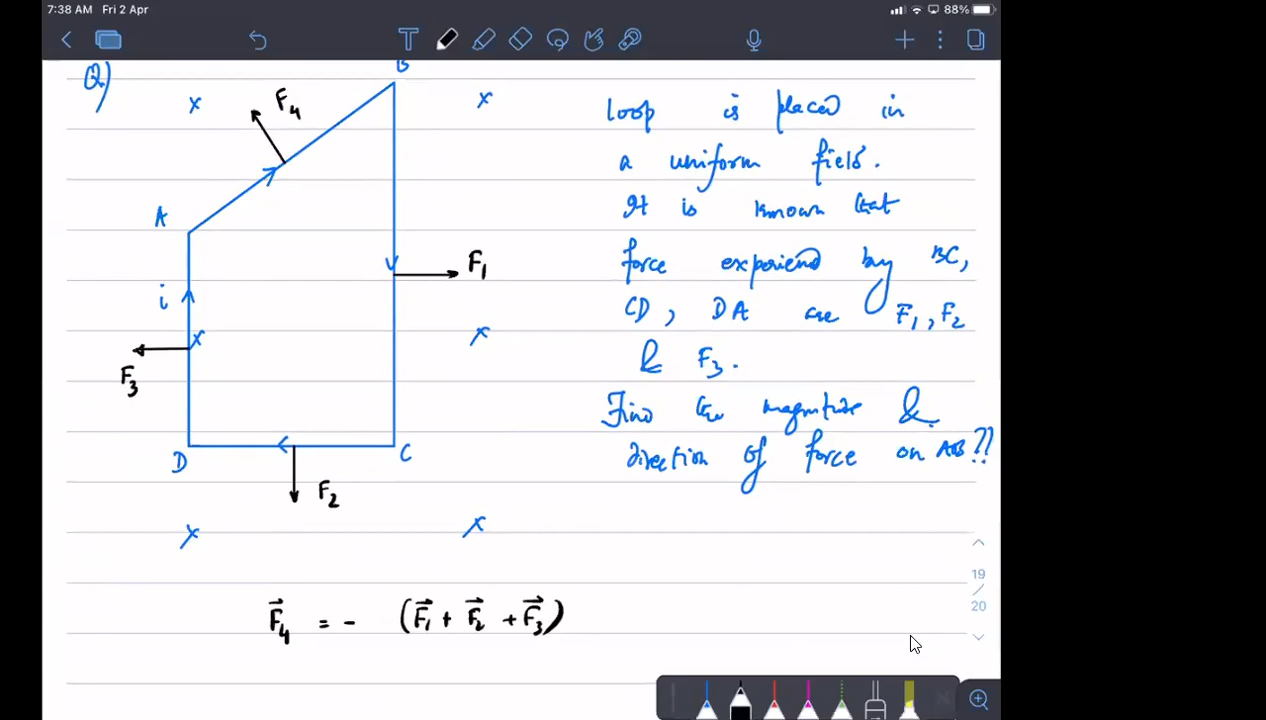 7:38 AM Fri 2 Apr
88%
Q)
B
x
x
F4
A
i
x
F1
x
F3
D
C
F2
x
x
loop is placed in
a uniform field.
It is known that
force experiend by BC,
CD, DA are F1, F2
& F3.
Find the magnitude &
direction of force on AB??
F4 = - (F1 + F2 + F3)
19
20